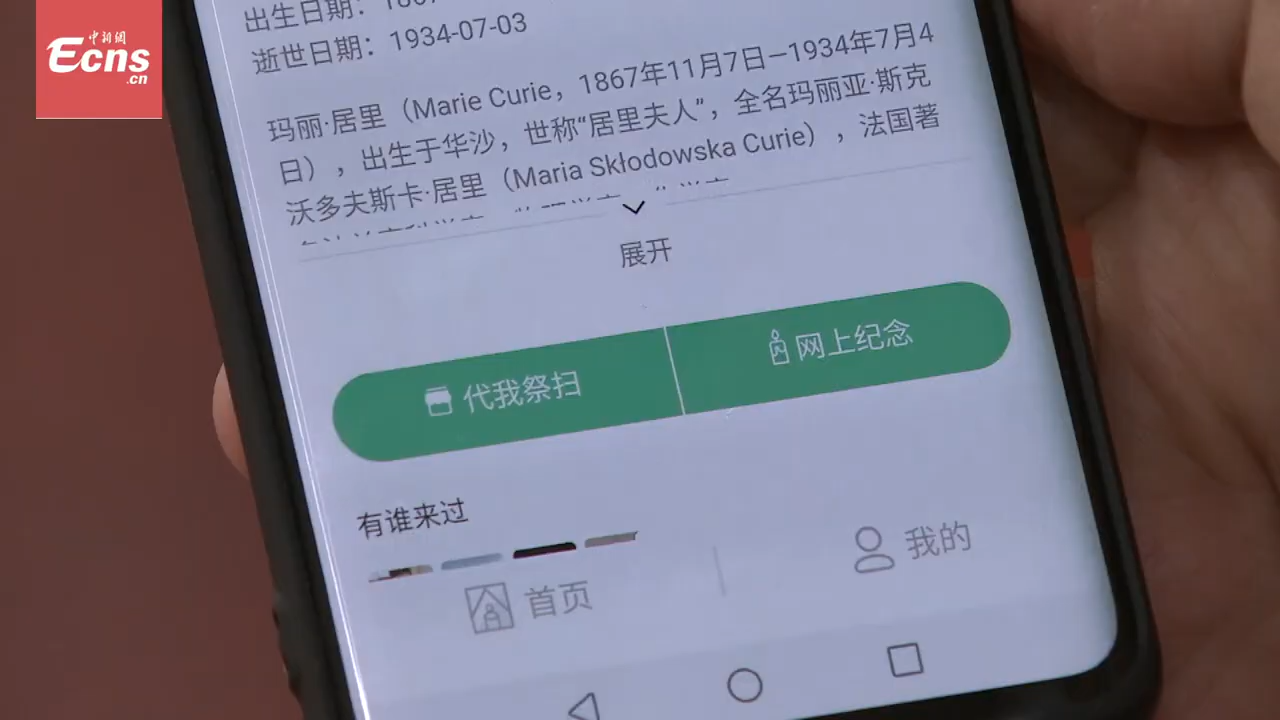 中新網
Ecns
.cn
出生日期：1867
逝世日期：1934-07-03
玛丽·居里（Marie Curie，1867年11月7日—1934年7月4
日），出生于华沙，世称“居里夫人”，全名玛丽亚·斯克
沃多夫斯卡·居里（Maria Skłodowska Curie），法国著
展开
代我祭扫
网上纪念
有谁来过
首页
我的